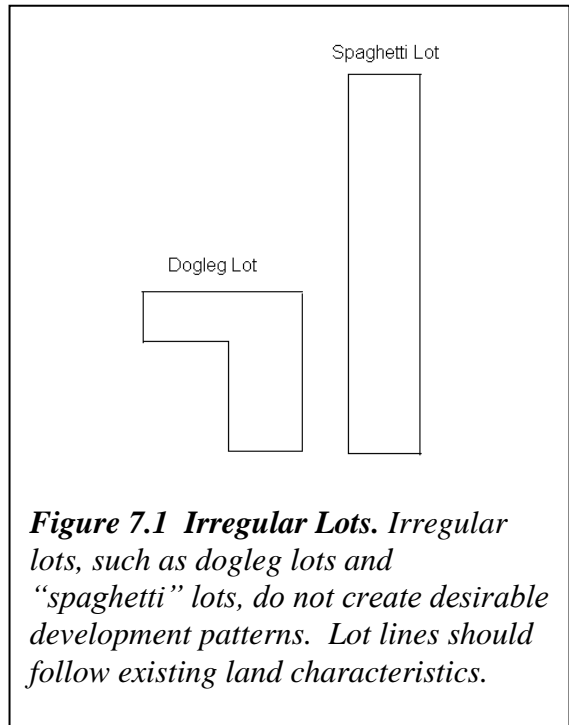 Spaghetti Lot
Dogleg Lot
Figure 7.1  Irregular Lots. Irregular
lots, such as dogleg lots and
“spaghetti” lots, do not create desirable
development patterns.  Lot lines should
follow existing land characteristics.